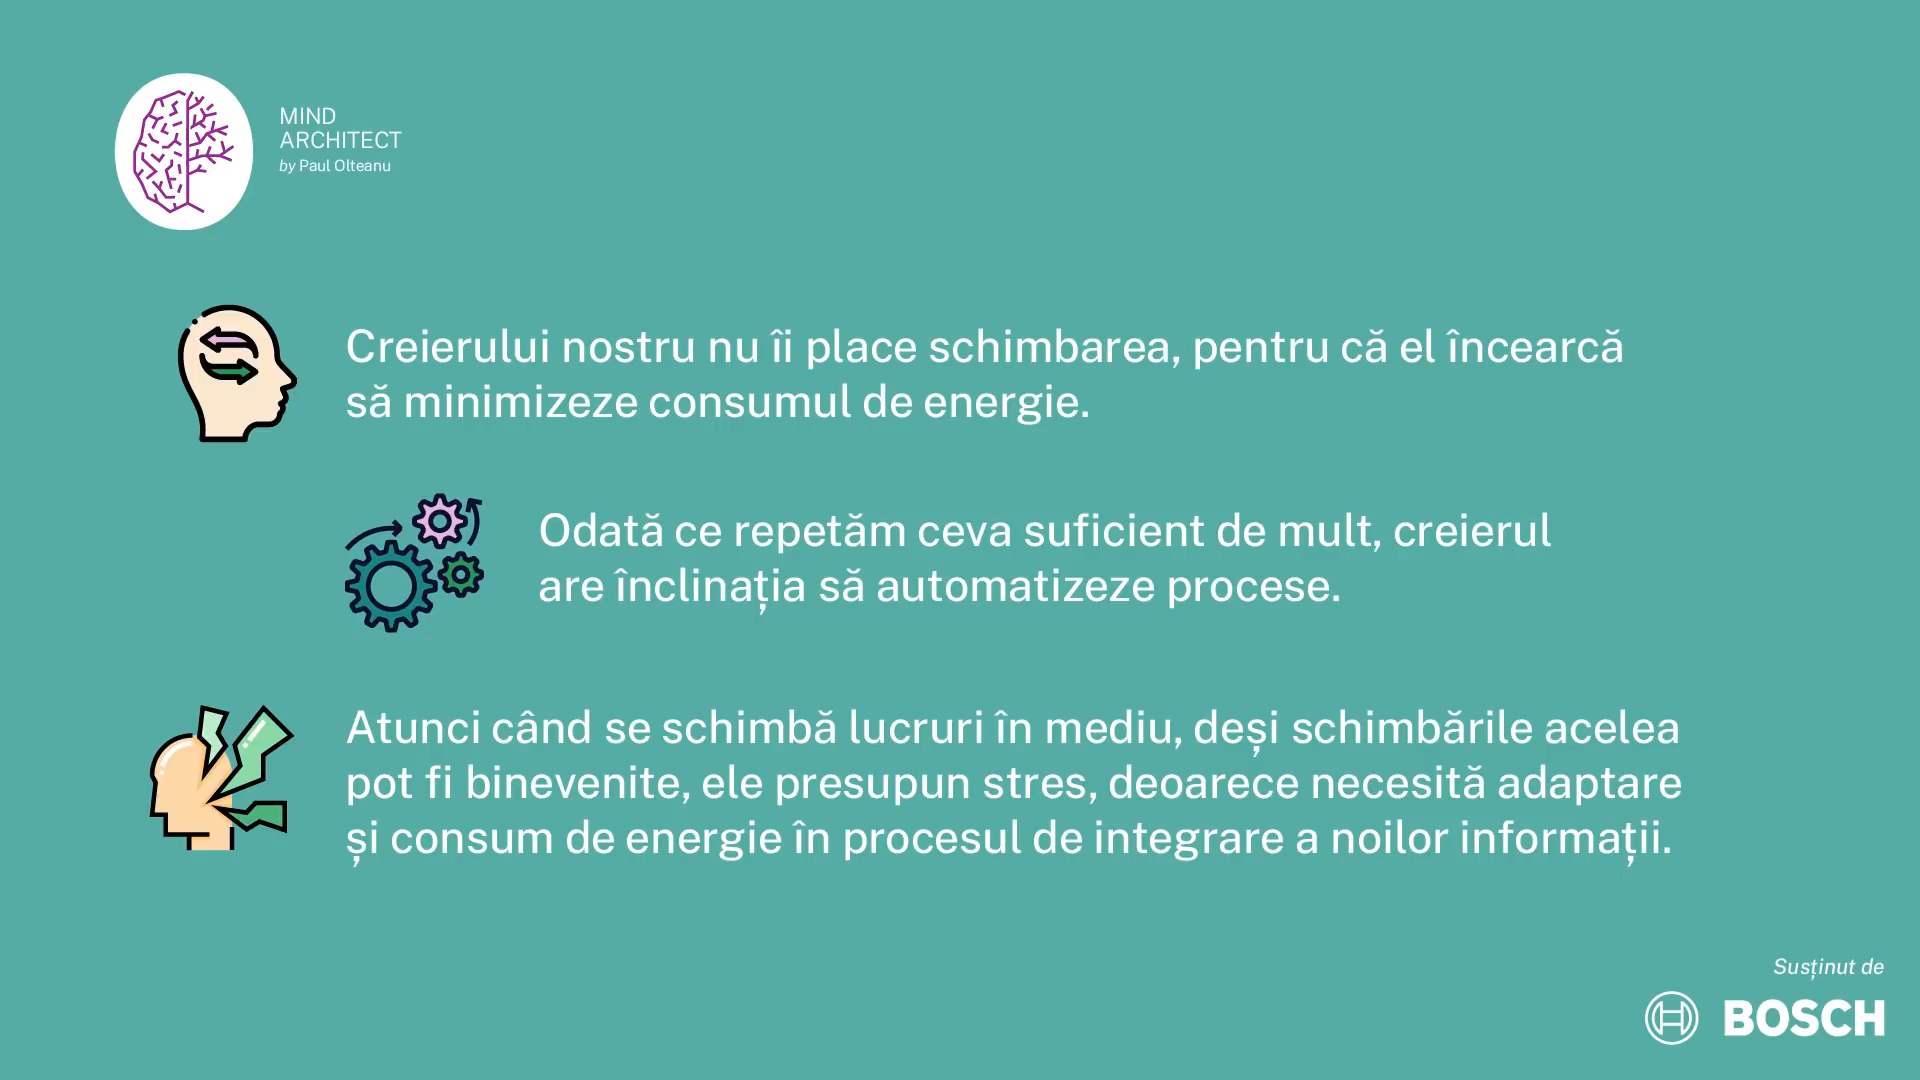 MIND
ARCHITECT
by Paul Olteanu
Creierului nostru nu îi place schimbarea, pentru că el încearcă
să minimizeze consumul de energie.
Odată ce repetăm ceva suficient de mult, creierul
are înclinația să automatizeze procese.
Atunci când se schimbă lucruri în mediu, deși schimbările acelea
pot fi binevenite, ele presupun stres, deoarece necesită adaptare
și consum de energie în procesul de integrare a noilor informații.
Susținut de
BOSCH